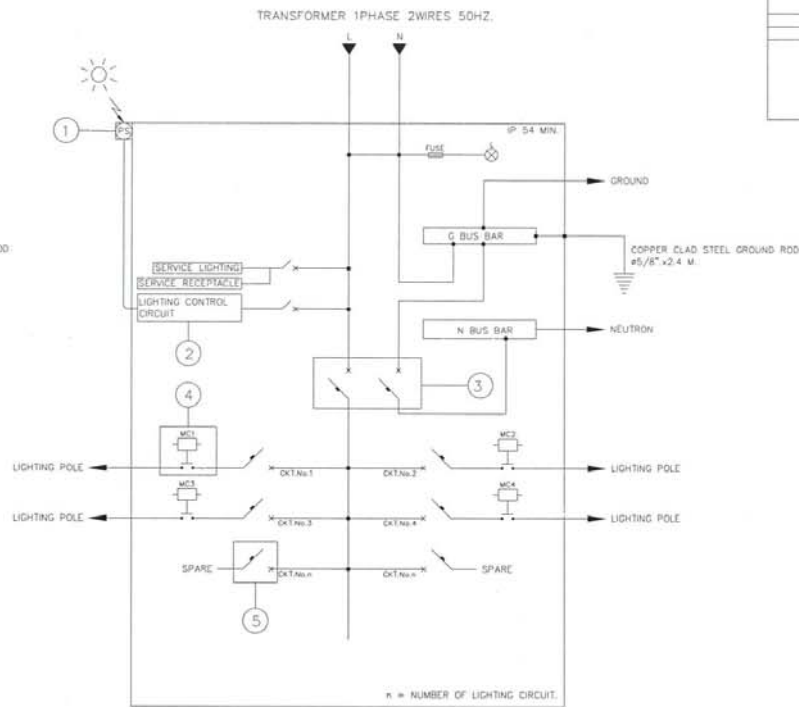 TRANSFORMER 1PHASE 2WIRES 50HZ.
L
N
1
PS
IP 54 MIN.
FUSE
GROUND
G BUS BAR
OD
COPPER CLAD STEEL GROUND ROD
ø5/8"x2.4 M.
SERVICE LIGHTING
SERVICE RECEPTACLE
LIGHTING CONTROL
CIRCUIT
N BUS BAR
NEUTRON
2
3
4
MC1
MC2
LIGHTING POLE
CKT.No.1
CKT.No.2
LIGHTING POLE
MC3
MC4
LIGHTING POLE
CKT.No.3
CKT.No.4
LIGHTING POLE
SPARE
CKT.No.n
CKT.No.n
SPARE
5
n = NUMBER OF LIGHTING CIRCUIT.